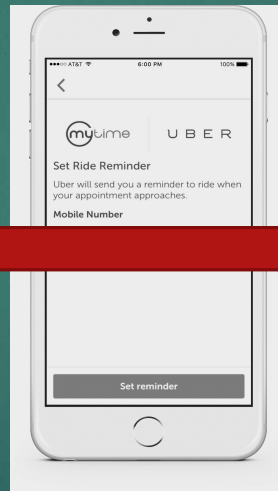 AT&T 6:00 PM 100%
mytime UBER
Set Ride Reminder
Uber will send you a reminder to ride when
your appointment approaches.
Mobile Number
Set reminder